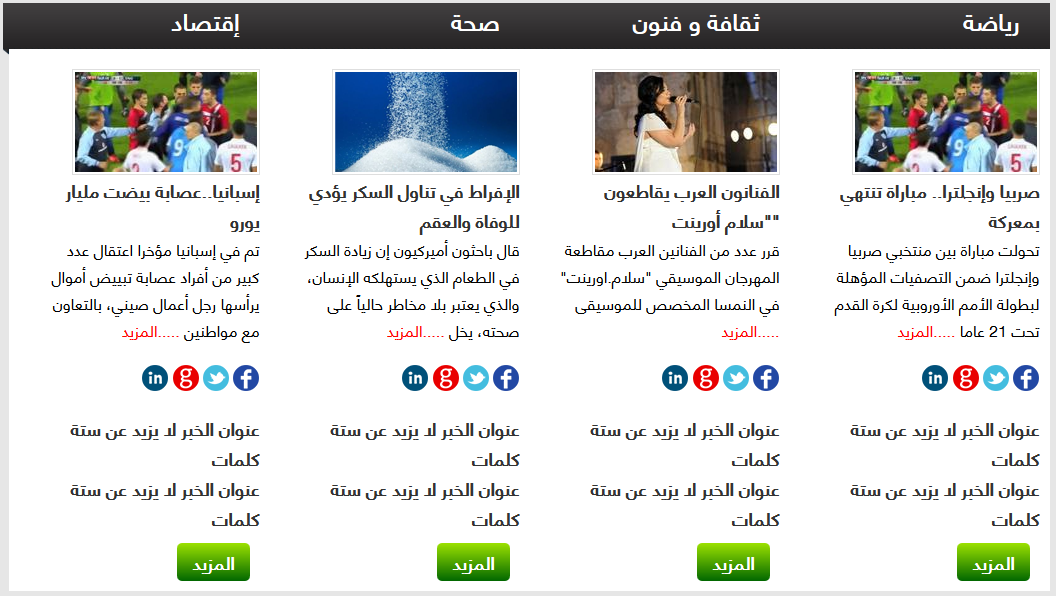 رياضة
ثقافة و فنون
صحة
إقتصاد
صربيا وإنجلترا.. مباراة تنتهي
بمعركة
تحولت مباراة بين منتخبي صربيا
وإنجلترا ضمن التصفيات المؤهلة
لبطولة الأمم الأوروبية لكرة القدم
تحت 21 عاما .....المزيد
f
g
in
عنوان الخبر لا يزيد عن ستة
كلمات
عنوان الخبر لا يزيد عن ستة
كلمات
المزيد
الفنانون العرب يقاطعون
""سلام أورينت
قرر عدد من الفنانين العرب مقاطعة
المهرجان الموسيقي "سلام.اورينت"
في النمسا المخصص للموسيقى
.....المزيد
f
g
in
عنوان الخبر لا يزيد عن ستة
كلمات
عنوان الخبر لا يزيد عن ستة
كلمات
المزيد
الإفراط في تناول السكر يؤدي
للوفاة والعقم
قال باحثون أميركيون إن زيادة السكر
في الطعام الذي يستهلكه الإنسان،
والذي يعتبر بلا مخاطر حالياً على
صحته، يخل .....المزيد
f
g
in
عنوان الخبر لا يزيد عن ستة
كلمات
عنوان الخبر لا يزيد عن ستة
كلمات
المزيد
إسبانيا..عصابة بيضت مليار
يورو
تم في إسبانيا مؤخرا اعتقال عدد
كبير من أفراد عصابة تبييض أموال
يرأسها رجل أعمال صيني، بالتعاون
مع مواطنين .....المزيد
f
g
in
عنوان الخبر لا يزيد عن ستة
كلمات
عنوان الخبر لا يزيد عن ستة
كلمات
المزيد